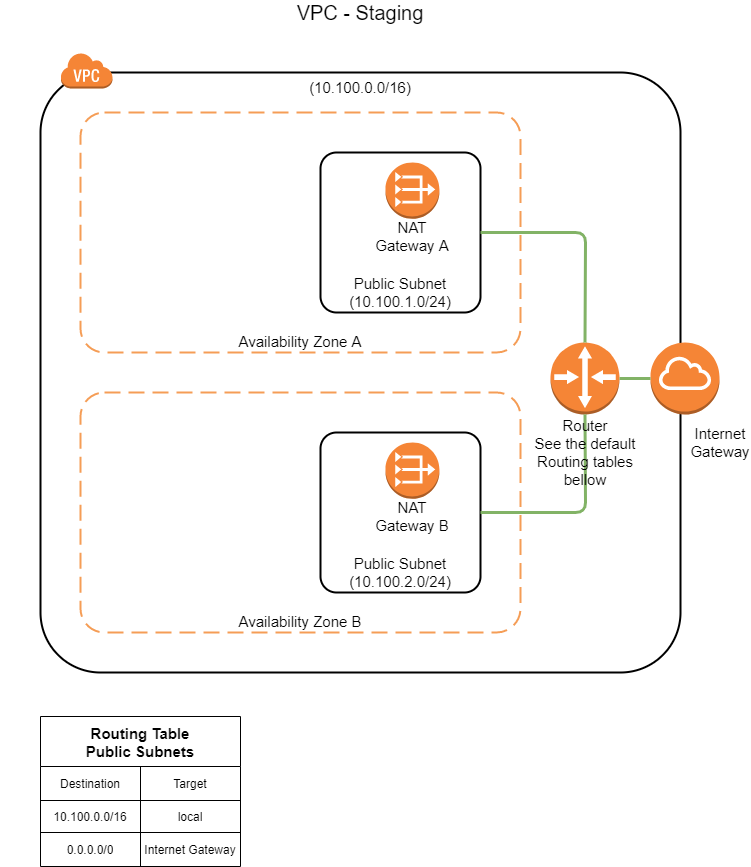 VPC - Staging
VPC
(10.100.0.0/16)
NAT
Gateway A
Public Subnet
(10.100.1.0/24)
Availability Zone A
Router
See the default
Routing tables
bellow
Internet
Gateway
NAT
Gateway B
Public Subnet
(10.100.2.0/24)
Availability Zone B
Routing Table
Public Subnets
Destination Target
10.100.0.0/16 local
0.0.0.0/0 Internet Gateway